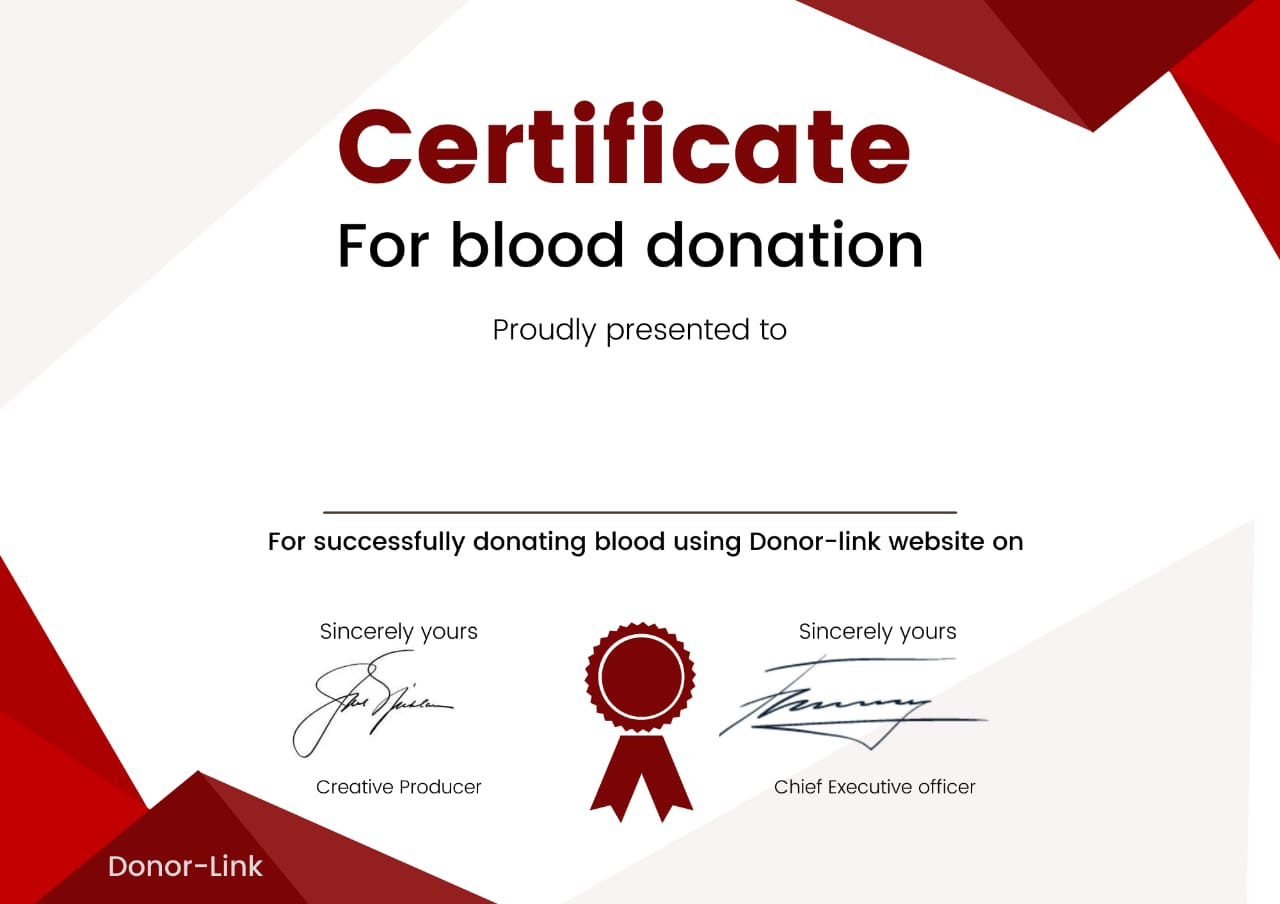 Certificate
For blood donation
Proudly presented to
For successfully donating blood using Donor-link website on
Sincerely yours
Sincerely yours
Creative Producer
Chief Executive officer
Donor-Link